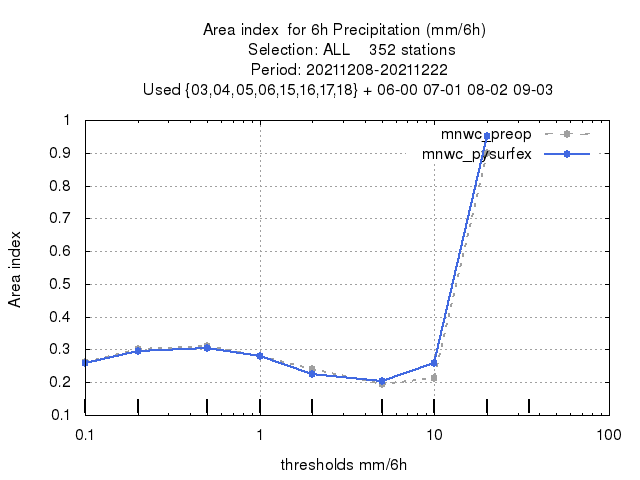 Area index  for 6h Precipitation (mm/6h)
Selection: ALL    352 stations
Period: 20211208-20211222
Used {03,04,05,06,15,16,17,18} + 06-00 07-01 08-02 09-03
mnwc_preop
mnwc_pysurfex
Area index
1
0.9
0.8
0.7
0.6
0.5
0.4
0.3
0.2
0.1
0.1 1 10 100
thresholds mm/6h